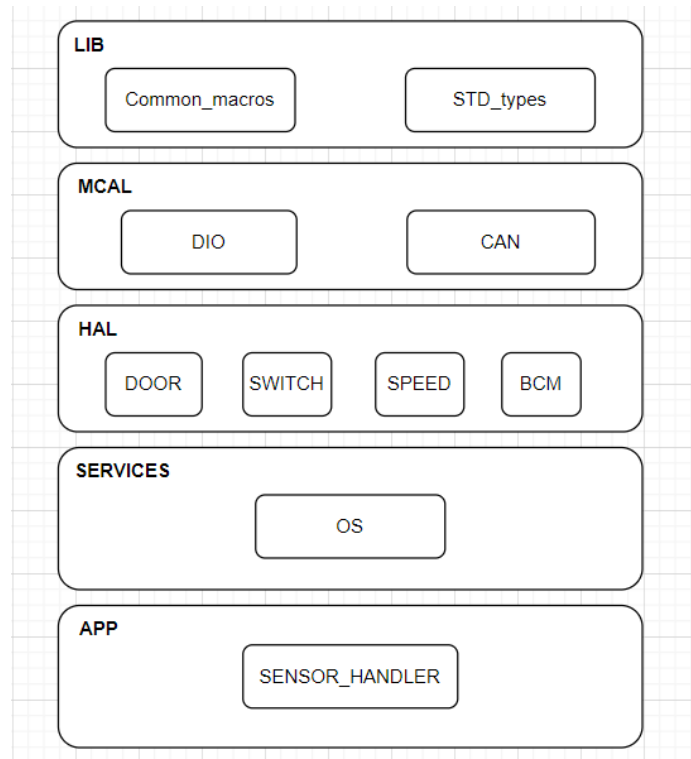 LIB
Common_macros
STD_types
MCAL
DIO
CAN
HAL
DOOR
SWITCH
SPEED
BCM
SERVICES
OS
APP
SENSOR_HANDLER